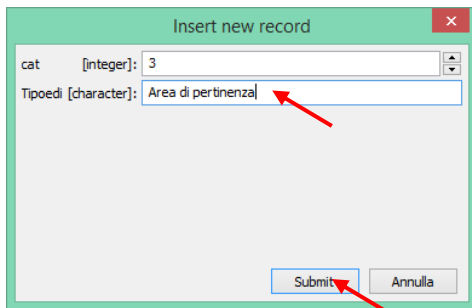 Insert new record
cat [integer]: 3
Tipoedi [character]: Area di pertinenza
Submit Annulla